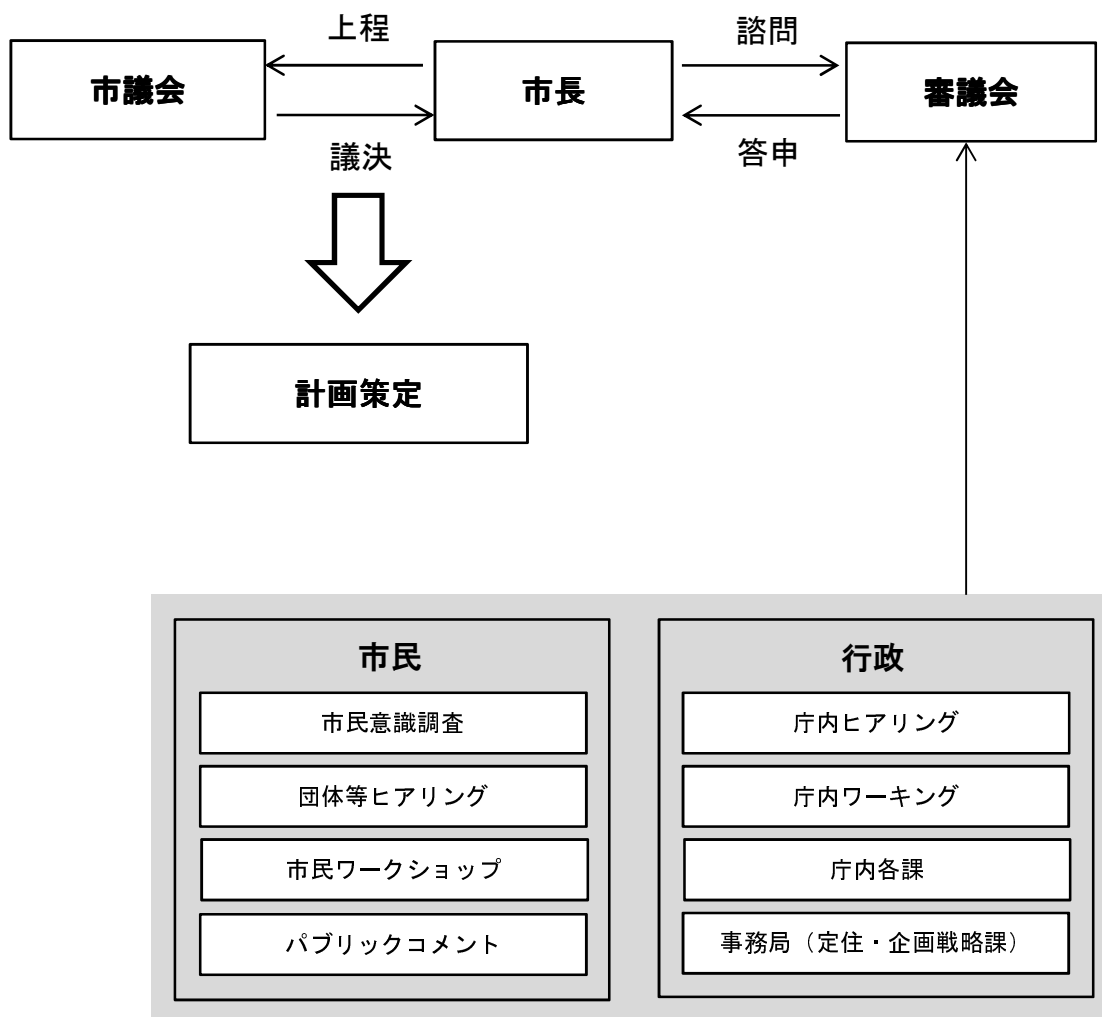 上程
諮問
市議会
市長
審議会
議決
答申
計画策定
市民
市民意識調査
団体等ヒアリング
市民ワークショップ
パブリックコメント
行政
庁内ヒアリング
庁内ワーキング
庁内各課
事務局（定住・企画戦略課）